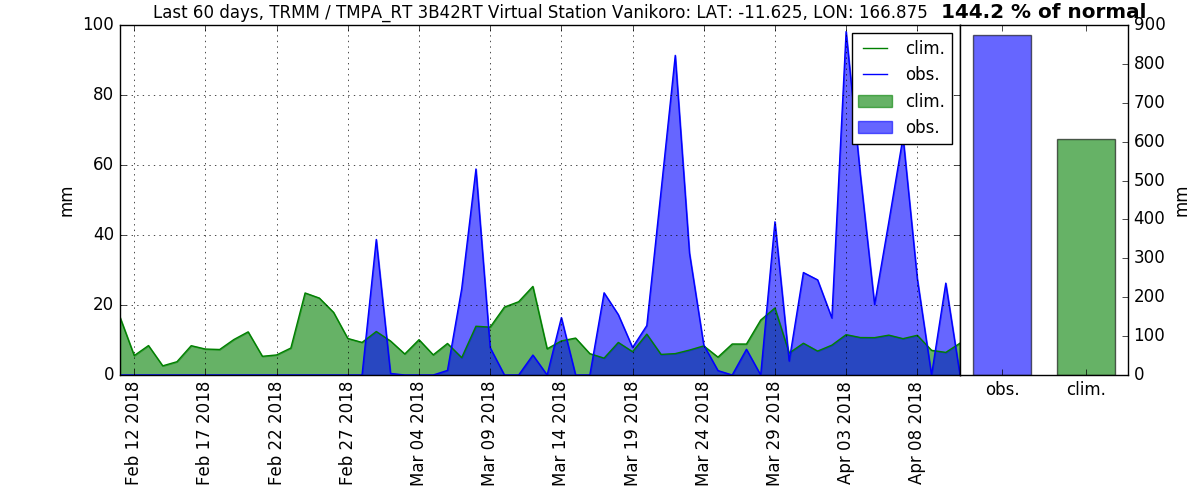 Last 60 days, TRMM / TMPA_RT 3B42RT Virtual Station Vanikoro: LAT: -11.625, LON: 166.875 144.2 % of normal
100
80
60
40
20
0
mm
clim.
obs.
clim.
obs.
900
800
700
600
500
400
300
200
100
0
mm
Feb 12 2018
Feb 17 2018
Feb 22 2018
Feb 27 2018
Mar 04 2018
Mar 09 2018
Mar 14 2018
Mar 19 2018
Mar 24 2018
Mar 29 2018
Apr 03 2018
Apr 08 2018
obs.
clim.